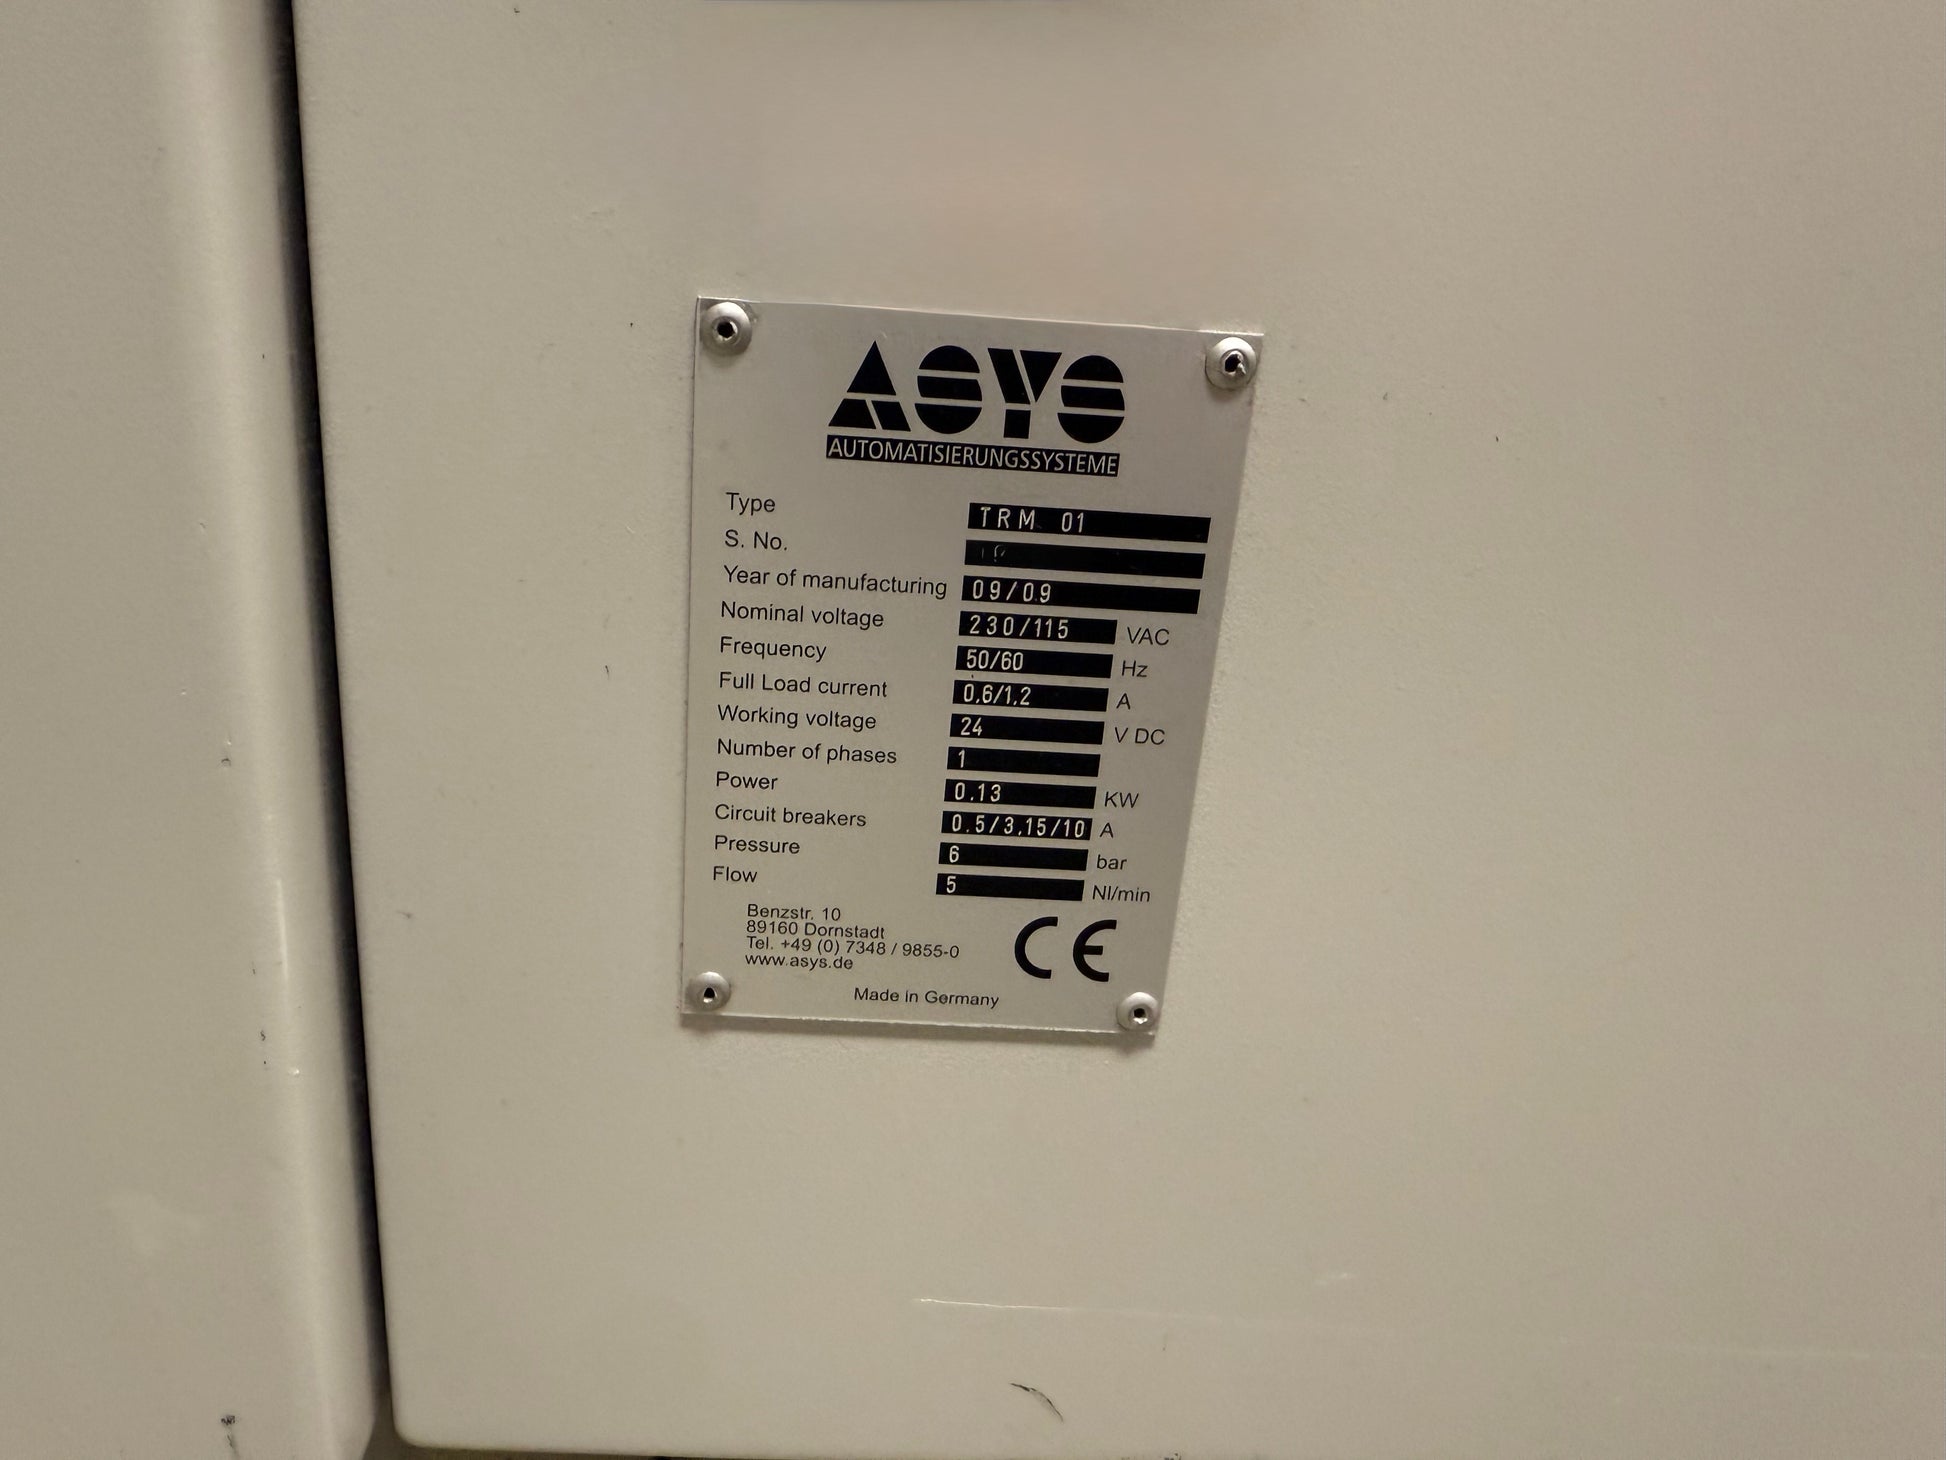 ASYS
AUTOMATISIERUNGSSYSTEME
Type TRM 01
S. No.
Year of manufacturing 09/09
Nominal voltage 230/115 VAC
Frequency 50/60 Hz
Full Load current 0.6/1.2 A
Working voltage 24 V DC
Number of phases 1
Power 0.13 KW
Circuit breakers 0.5/3.15/10 A
Pressure 6 bar
Flow 5 Nl/min
Benzstr. 10
89160 Dornstadt
Tel. +49 (0) 7348 / 9855-0
www.asys.de
CE
Made in Germany